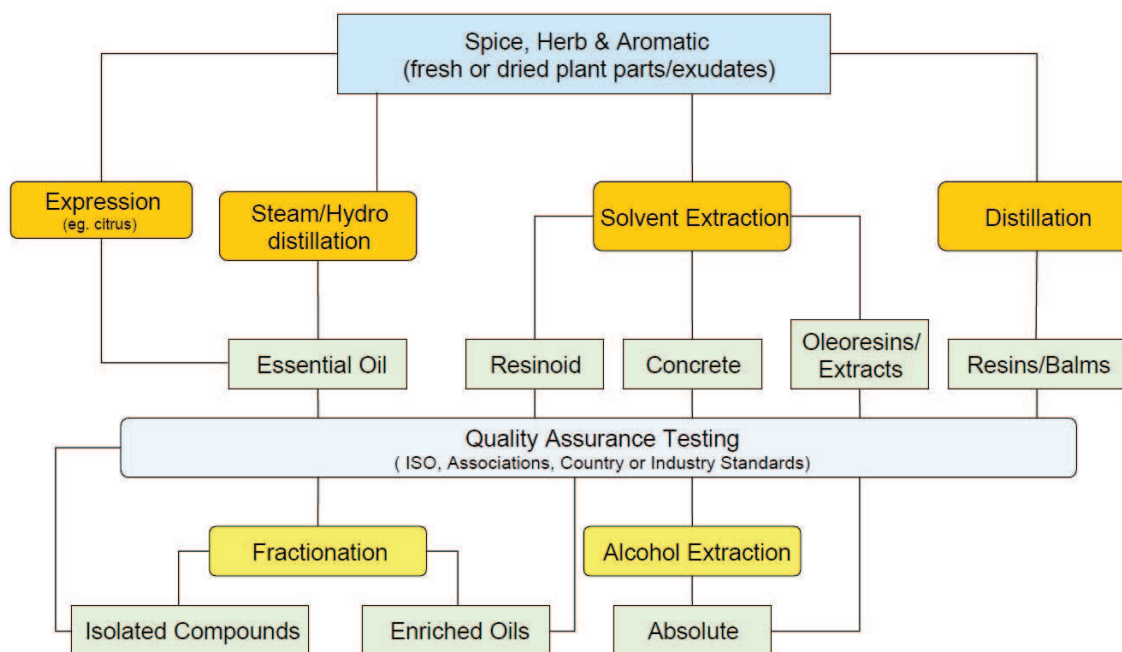 Spice, Herb & Aromatic
(fresh or dried plant parts/exudates)
Expression
(eg. citrus)
Steam/Hydro
distillation
Solvent Extraction
Distillation
Essential Oil
Resinoid
Concrete
Oleoresins/
Extracts
Resins/Balms
Quality Assurance Testing
( ISO, Associations, Country or Industry Standards)
Fractionation
Alcohol Extraction
Isolated Compounds
Enriched Oils
Absolute